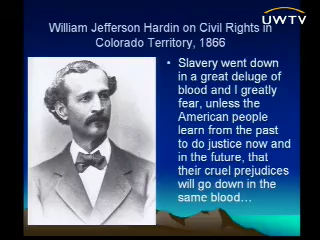 UWTV
William Jefferson Hardin on Civil Rights in
Colorado Territory, 1866
• Slavery went down
in a great deluge of
blood and I greatly
fear, unless the
American people
learn from the past
to do justice now and
in the future, that
their cruel prejudices
will go down in the
same blood…